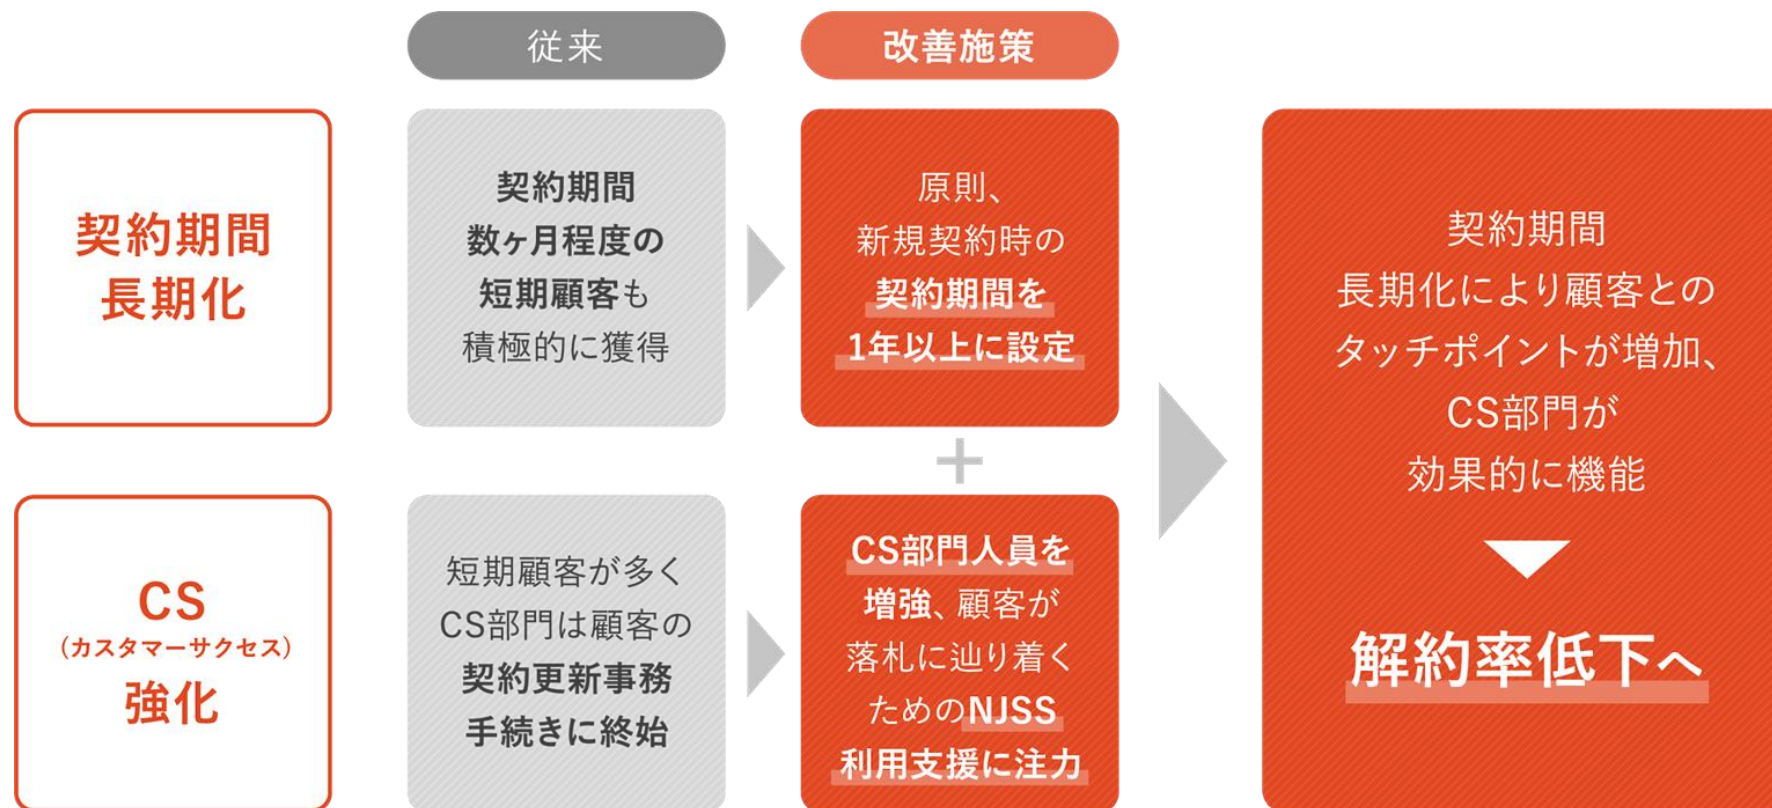 従来
改善施策
契約期間
長期化
契約期間
数ヶ月程度の
短期顧客も
積極的に獲得
原則、
新規契約時の
契約期間を
1年以上に設定
+
CS
(カスタマーサクセス)
強化
短期顧客が多く
CS部門は顧客の
契約更新事務
手続きに終始
CS部門人員を
増強、顧客が
落札に辿り着く
ためのNJSS
利用支援に注力
契約期間
長期化により顧客との
タッチポイントが増加、
CS部門が
効果的に機能
解約率低下へ